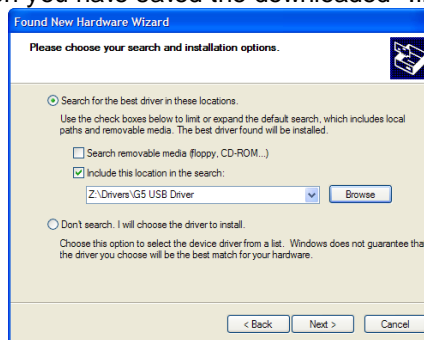 you have saved the downloaded
Found New Hardware Wizard
Please choose your search and installation options.
Search for the best driver in these locations.
Use the check boxes below to limit or expand the default search, which includes local
paths and removable media. The best driver found will be installed.
Search removable media (floppy, CD-ROM...)
Include this location in the search:
Z:\Drivers\G5 USB Driver
Browse
Don't search. I will choose the driver to install.
Choose this option to select the device driver from a list. Windows does not guarantee tha
the driver you choose will be the best match for your hardware.
< Back Next > Cancel